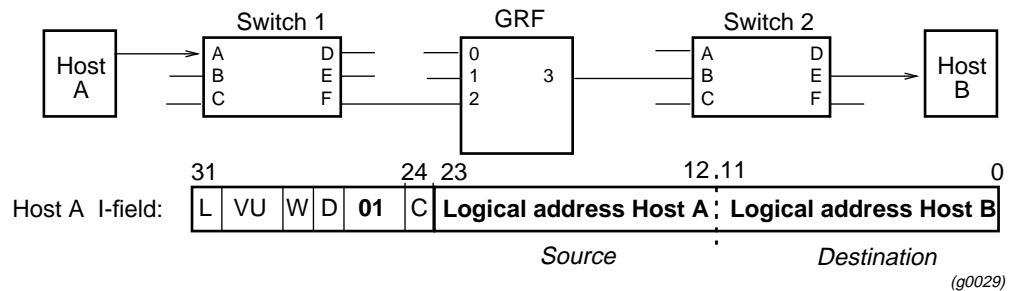 Switch 1 GRF Switch 2
Host A
A D
B E
C F
0
1 3
2
A D
B E
C F
Host B
31 24 23 12 11 0
Host A I-field: L VU W D 01 C Logical address Host A Logical address Host B
Source Destination
(g0029)